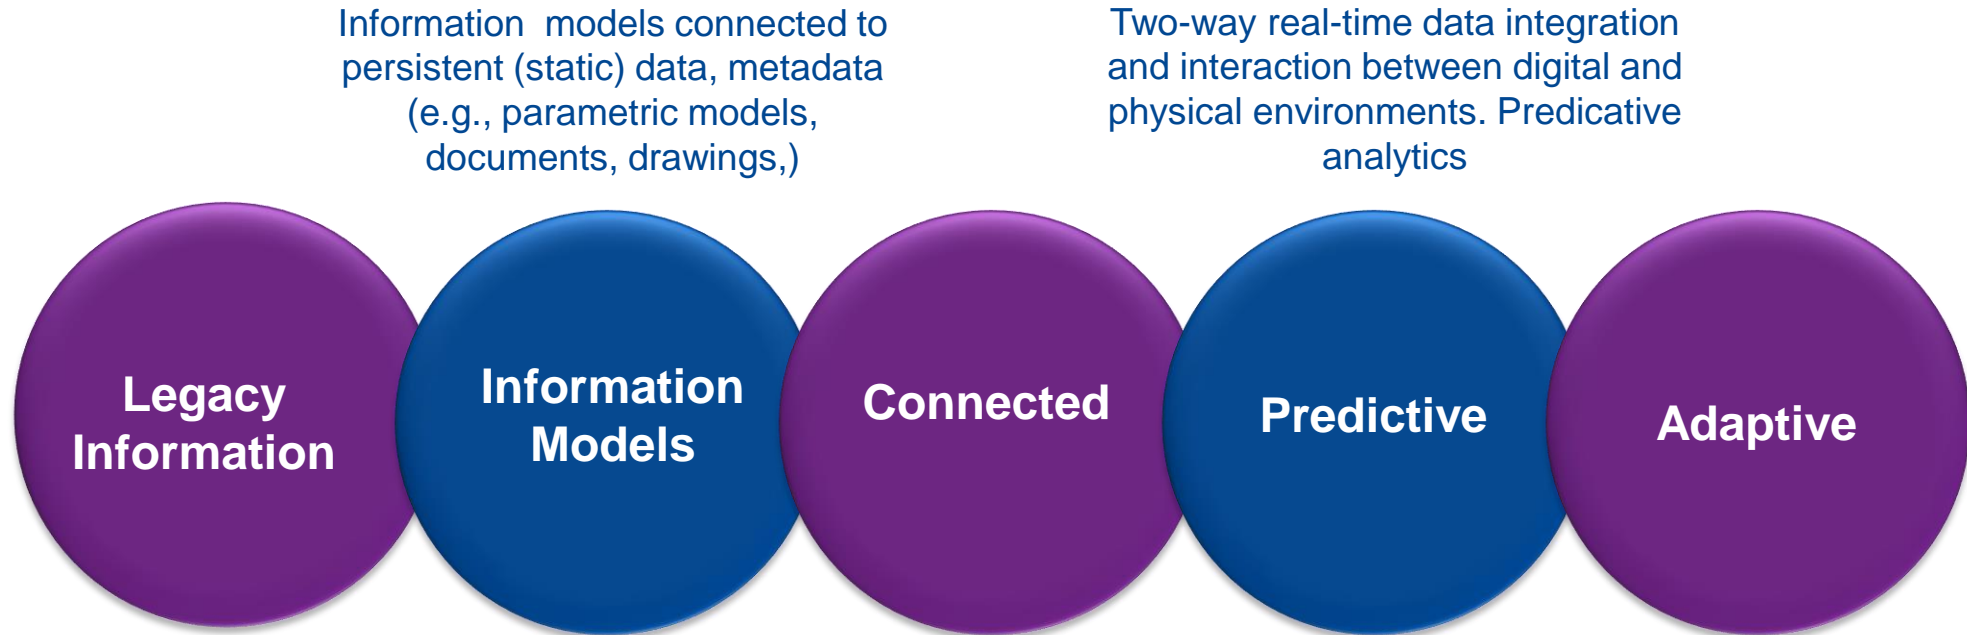 Information  models connected to
persistent (static) data, metadata
(e.g., parametric models,
documents, drawings,)
Two-way real-time data integration
and interaction between digital and
physical environments. Predicative
analytics
Legacy
Information
Information
Models
Connected
Predictive
Adaptive